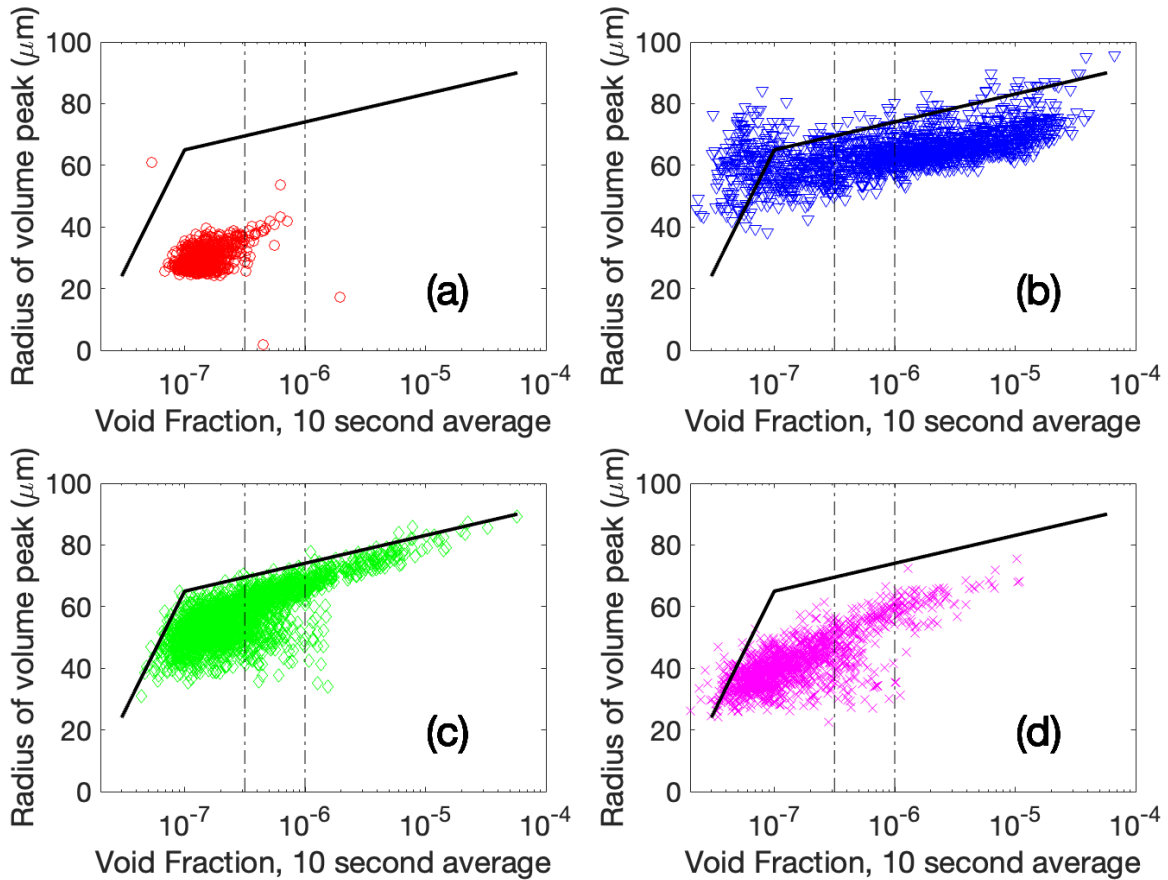 100
80
60
40
20
0
Radius of volume peak (μm)
(a)
10-7 10-6 10-5 10-4
Void Fraction, 10 second average
100
80
60
40
20
0
Radius of volume peak (μm)
(b)
10-7 10-6 10-5 10-4
Void Fraction, 10 second average
100
80
60
40
20
0
Radius of volume peak (μm)
(c)
10-7 10-6 10-5 10-4
Void Fraction, 10 second average
100
80
60
40
20
0
Radius of volume peak (μm)
(d)
10-7 10-6 10-5 10-4
Void Fraction, 10 second average